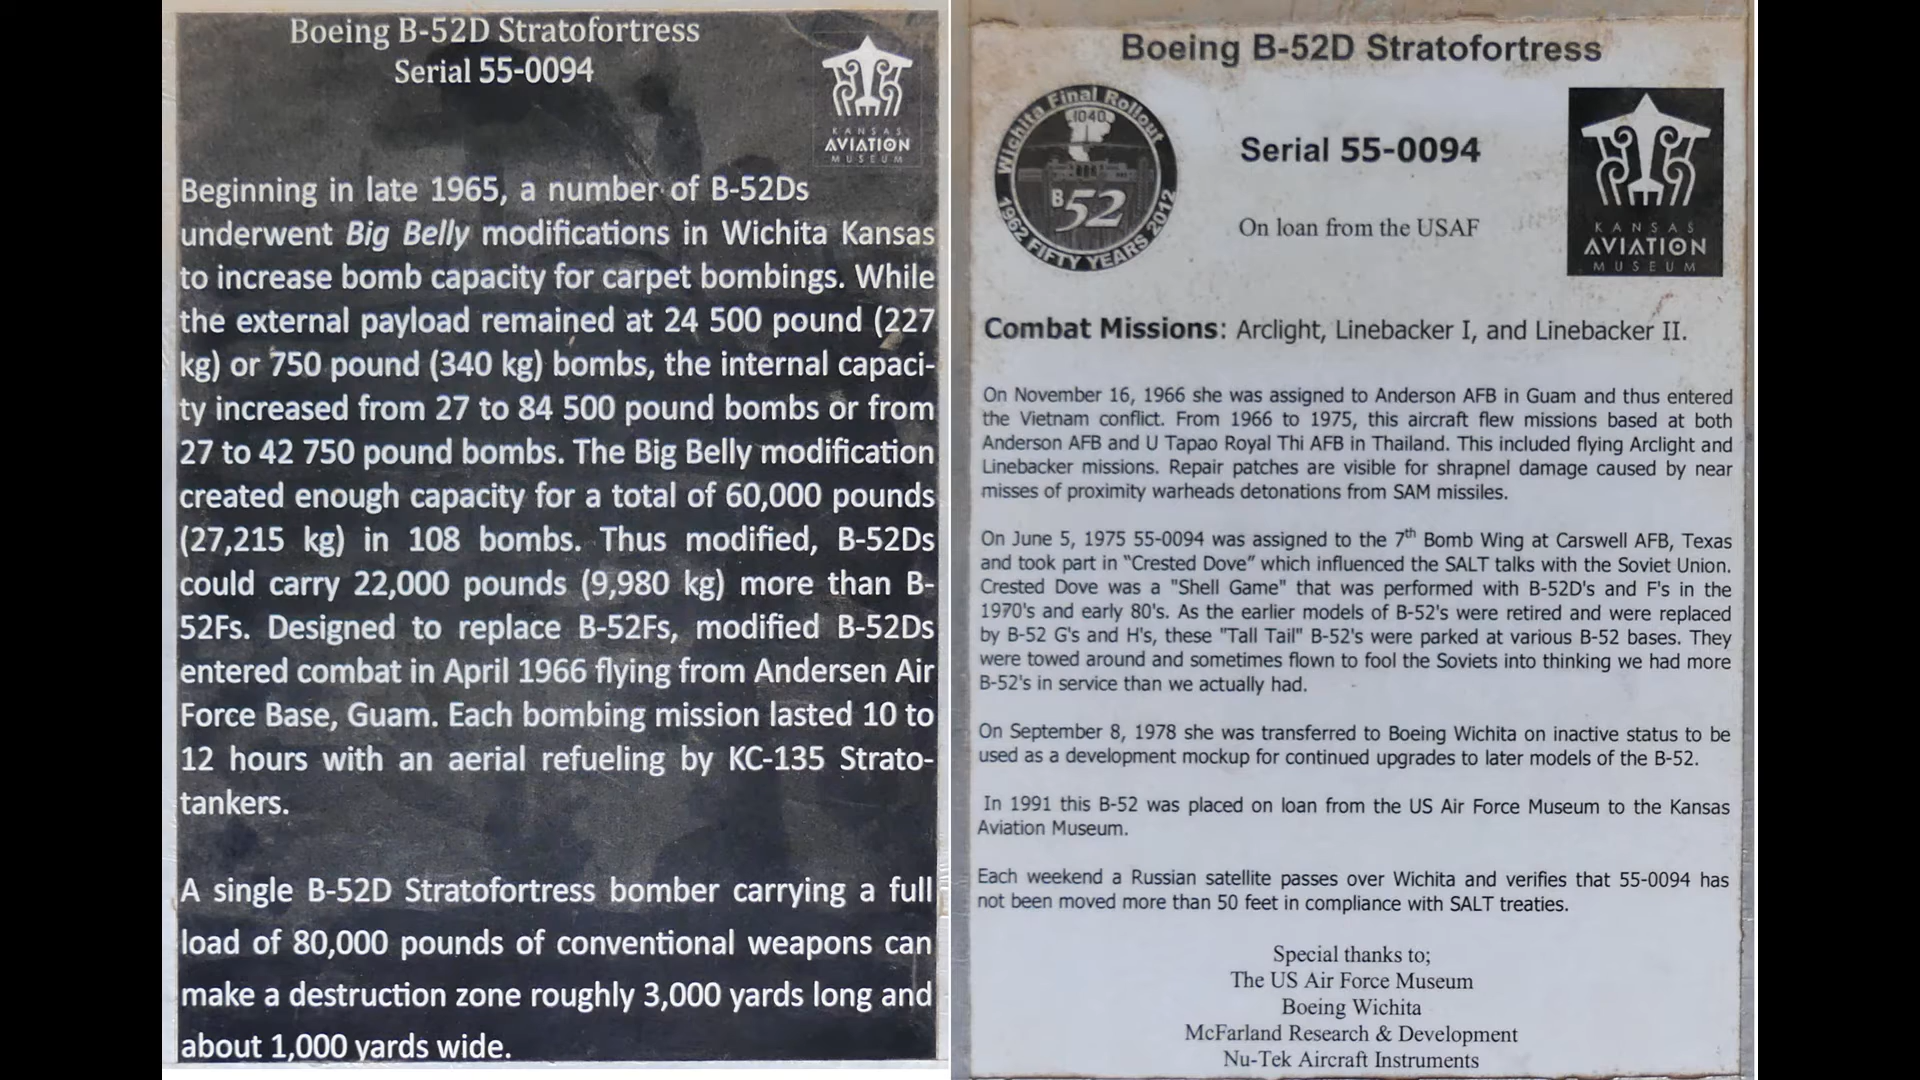 Boeing B-52D Stratofortress
Serial 55-0094
KANSAS
AVIATION
MUSEUM
Beginning in late 1965, a number of B-52Ds
underwent Big Belly modifications in Wichita Kansas
to increase bomb capacity for carpet bombings. While
the external payload remained at 24 500 pound (227
kg) or 750 pound (340 kg) bombs, the internal capaci-
ty increased from 27 to 84 500 pound bombs or from
27 to 42 750 pound bombs. The Big Belly modification
created enough capacity for a total of 60,000 pounds
(27,215 kg) in 108 bombs. Thus modified, B-52Ds
could carry 22,000 pounds (9,980 kg) more than B-
52Fs. Designed to replace B-52Fs, modified B-52Ds
entered combat in April 1966 flying from Andersen Air
Force Base, Guam. Each bombing mission lasted 10 to
12 hours with an aerial refueling by KC-135 Strato-
tankers.
A single B-52D Stratofortress bomber carrying a full
load of 80,000 pounds of conventional weapons can
make a destruction zone roughly 3,000 yards long and
about 1,000 yards wide.
Boeing B-52D Stratofortress
Wichita Final Rollout
1040
B52
1962 FIFTY YEARS 2012
Serial 55-0094
On loan from the USAF
KANSAS
AVIATION
MUSEUM
Combat Missions: Arclight, Linebacker I, and Linebacker II.
On November 16, 1966 she was assigned to Anderson AFB in Guam and thus entered
the Vietnam conflict. From 1966 to 1975, this aircraft flew missions based at both
Anderson AFB and U Tapao Royal Thi AFB in Thailand. This included flying Arclight and
Linebacker missions. Repair patches are visible for shrapnel damage caused by near
misses of proximity warheads detonations from SAM missiles.
On June 5, 1975 55-0094 was assigned to the 7th Bomb Wing at Carswell AFB, Texas
and took part in “Crested Dove” which influenced the SALT talks with the Soviet Union.
Crested Dove was a "Shell Game" that was performed with B-52D's and F's in the
1970's and early 80's. As the earlier models of B-52's were retired and were replaced
by B-52 G's and H's, these "Tall Tail" B-52's were parked at various B-52 bases. They
were towed around and sometimes flown to fool the Soviets into thinking we had more
B-52's in service than we actually had.
On September 8, 1978 she was transferred to Boeing Wichita on inactive status to be
used as a development mockup for continued upgrades to later models of the B-52.
In 1991 this B-52 was placed on loan from the US Air Force Museum to the Kansas
Aviation Museum.
Each weekend a Russian satellite passes over Wichita and verifies that 55-0094 has
not been moved more than 50 feet in compliance with SALT treaties.
Special thanks to;
The US Air Force Museum
Boeing Wichita
McFarland Research & Development
Nu-Tek Aircraft Instruments